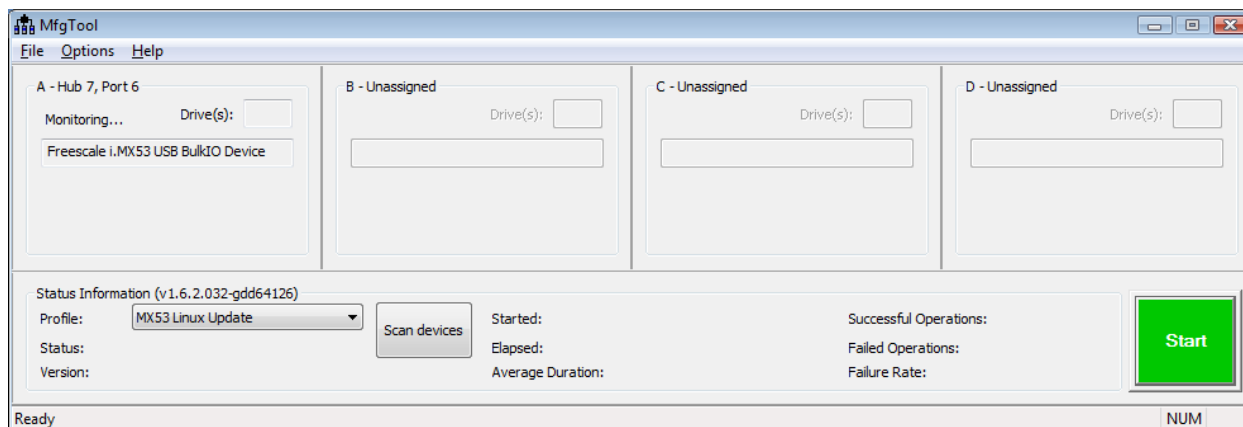 MfgTool
File Options Help
A - Hub 7, Port 6
Monitoring... Drive(s):
Freescale i.MX53 USB BulkIO Device
B - Unassigned
Drive(s):
C - Unassigned
Drive(s):
D - Unassigned
Drive(s):
Status Information (v1.6.2.032-gdd64126)
Profile: MX53 Linux Update
Status:
Version:
Scan devices
Started:
Elapsed:
Average Duration:
Successful Operations:
Failed Operations:
Failure Rate:
Start
Ready NUM